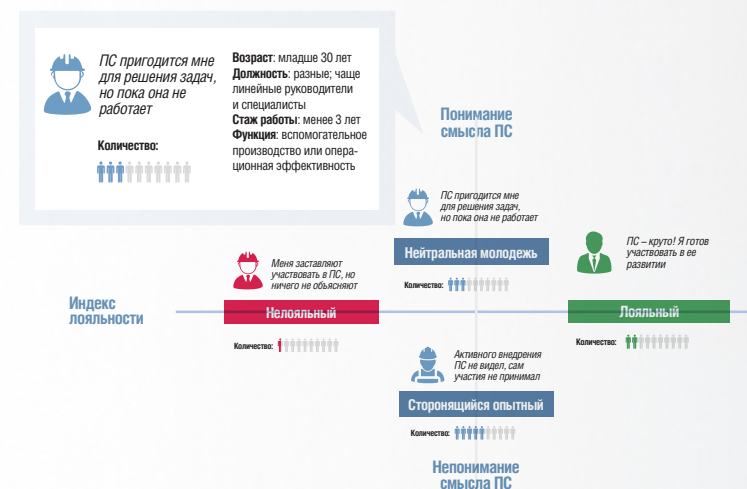 ПС пригодится мне
для решения задач,
но пока она не
работает
Количество:
Возраст: младше 30 лет
Должность: разные; чаще
линейные руководители
и специалисты
Стаж работы: менее 3 лет
Функция: вспомогательное
производство или опера-
ционная эффективность
Понимание
смысла ПС
ПС пригодится мне
для решения задач,
но пока она не работает
Нейтральная молодежь
Количество:
Меня заставляют
участвовать в ПС, но
ничего не объясняют
Нелояльный
Количество:
ПС – круто! Я готов
участвовать в ее
развитии
Лояльный
Количество:
Индекс
лояльности
Активного внедрения
ПС не видел, сам
участия не принимал
Сторонящийся опытный
Количество:
Непонимание
смысла ПС